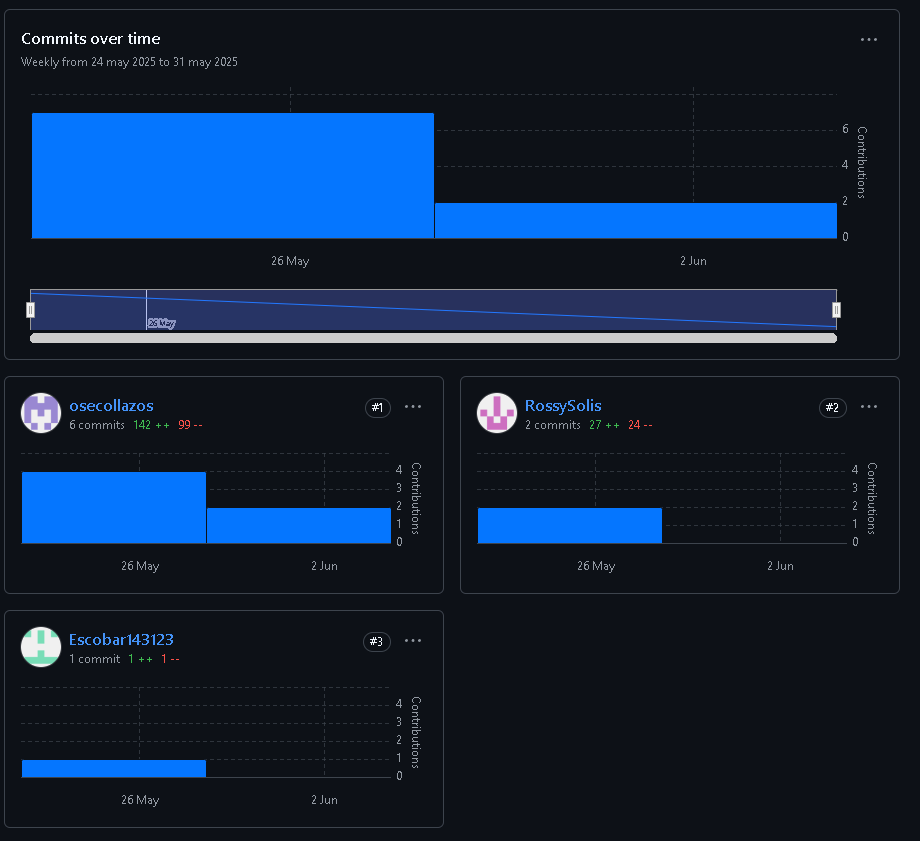 Commits over time
Weekly from 24 may 2025 to 31 may 2025
6
4
2
0
Contributions
26 May
2 Jun
26 May
osecollazos
#1
6 commits 142 ++ 99 --
4
3
2
1
0
Contributions
26 May
2 Jun
RossySolis
#2
2 commits 27 ++ 24 --
4
3
2
1
0
Contributions
26 May
2 Jun
Escobar143123
#3
1 commit 1 ++ 1 --
4
3
2
1
0
Contributions
26 May
2 Jun